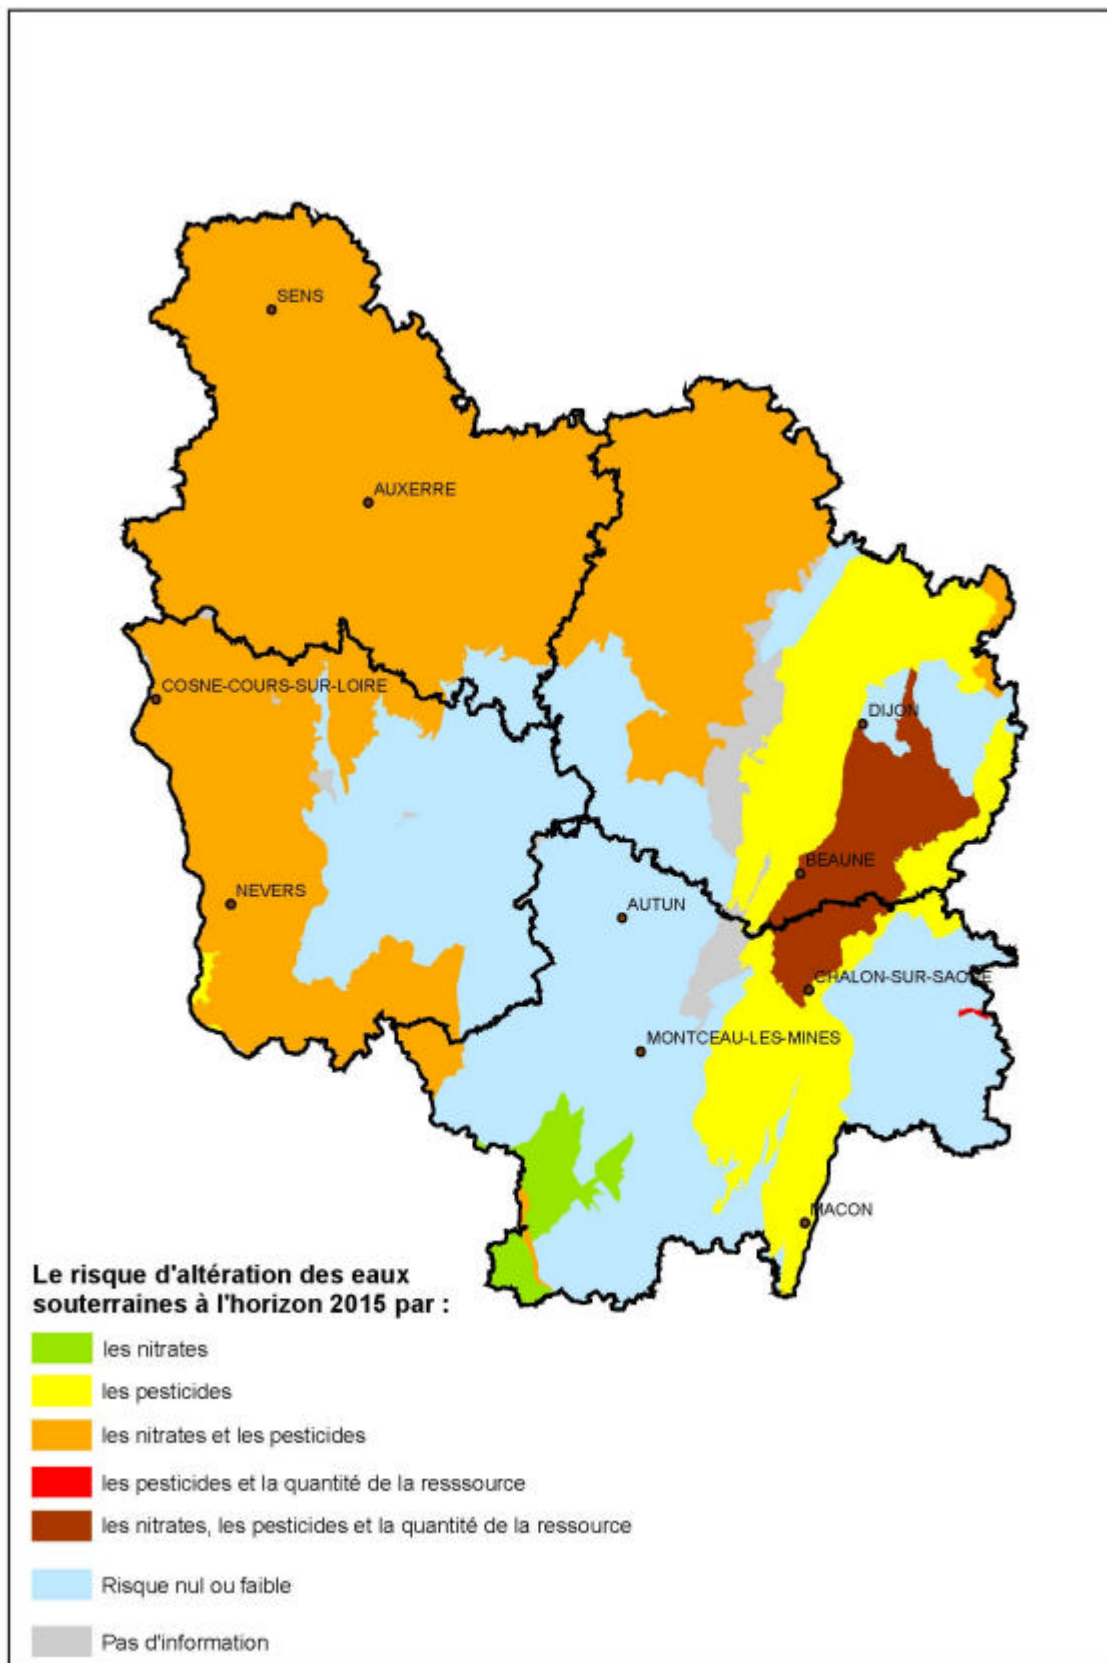 SENS
AUXERRE
COSNE-COURS-SUR-LOIRE
DIJON
BEAUNE
NEVERS
AUTUN
CHALON-SUR-SAONE
MONTCEAU-LES-MINES
MACON
Le risque d'altération des eaux
souterraines à l'horizon 2015 par :
les nitrates
les pesticides
les nitrates et les pesticides
les pesticides et la quantité de la resssource
les nitrates, les pesticides et la quantité de la ressource
Risque nul ou faible
Pas d'information